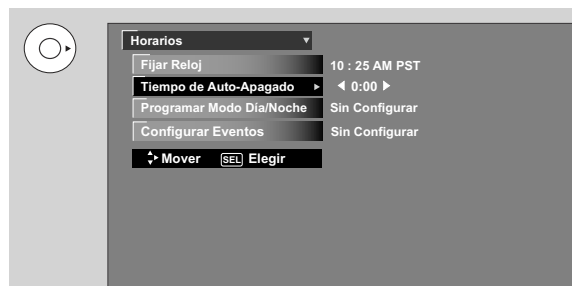 Horarios
Fijar Reloj 10 : 25 AM PST
Tiempo de Auto-Apagado 0:00
Programar Modo Día/Noche Sin Configurar
Configurar Eventos Sin Configurar
Mover SEL Elegir